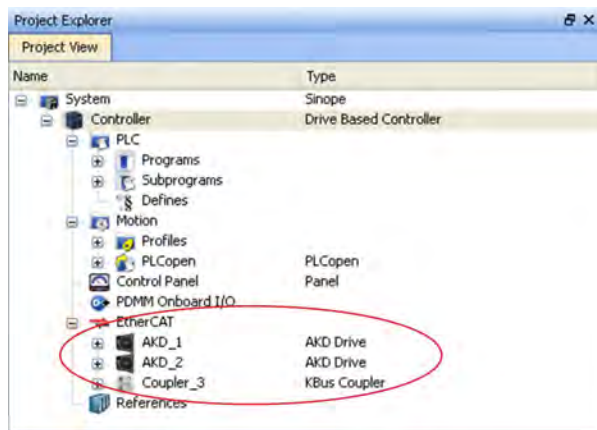 Project Explorer
Project View
Name Type
System Sinope
Controller Drive Based Controller
PLC
Programs
Subprograms
Defines
Motion
Profiles
PLCopen PLCopen
Control Panel Panel
PDMM Onboard I/O
EtherCAT
AKD_1 AKD Drive
AKD_2 AKD Drive
Coupler_3 KBus Coupler
References